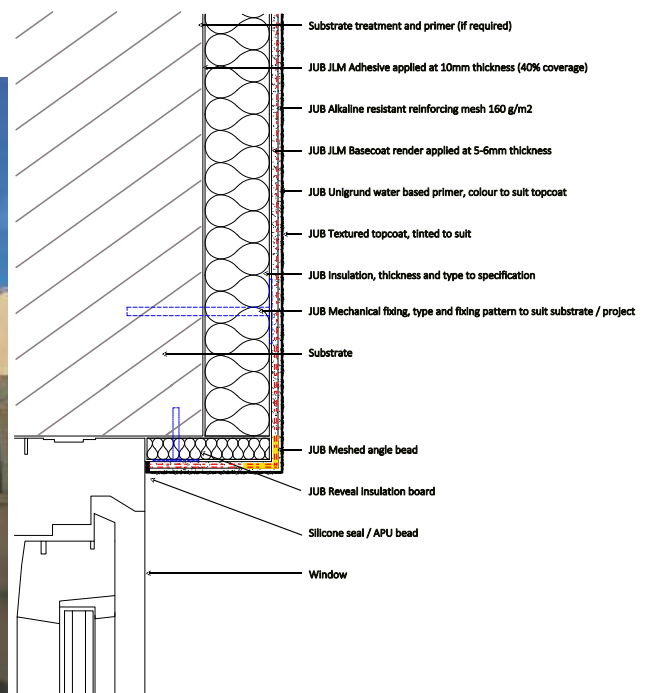 Substrate treatment and primer (if required)
JUB JLM Adhesive applied at 10mm thickness (40% coverage)
JUB Alkaline resistant reinforcing mesh 160 g/m2
JUB JLM Basecoat render applied at 5-6mm thickness
JUB Unigrund water based primer, colour to suit topcoat
JUB Textured topcoat, tinted to suit
JUB Insulation, thickness and type to specification
JUB Mechanical fixing, type and fixing pattern to suit substrate / project
Substrate
JUB Meshed angle bead
JUB Reveal insulation board
Silicone seal / APU bead
Window